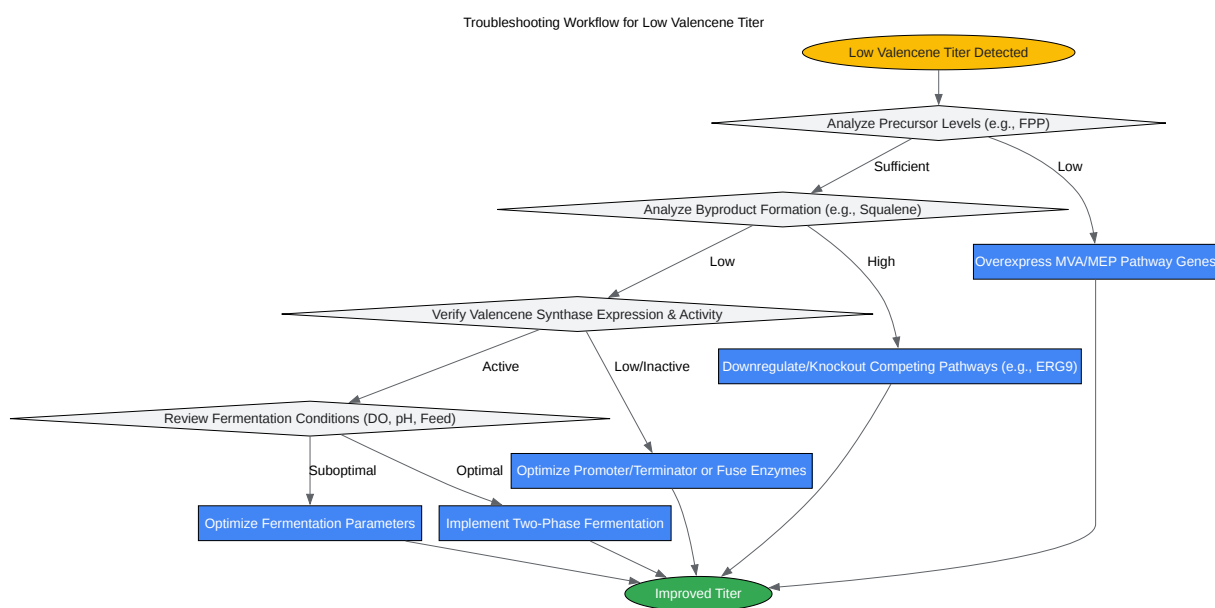 Troubleshooting Workflow for Low Valencene Titer
Low Valencene Titer Detected
Analyze Precursor Levels (e.g., FPP)
Sufficient
Low
Analyze Byproduct Formation (e.g., Squalene)
Low
High
Overexpress MVA/MEP Pathway Genes
Verify Valencene Synthase Expression & Activity
Active
Low/Inactive
Downregulate/Knockout Competing Pathways (e.g., ERG9)
Review Fermentation Conditions (DO, pH, Feed)
Suboptimal
Optimal
Optimize Promoter/Terminator or Fuse Enzymes
Optimize Fermentation Parameters
Implement Two-Phase Fermentation
Improved Titer